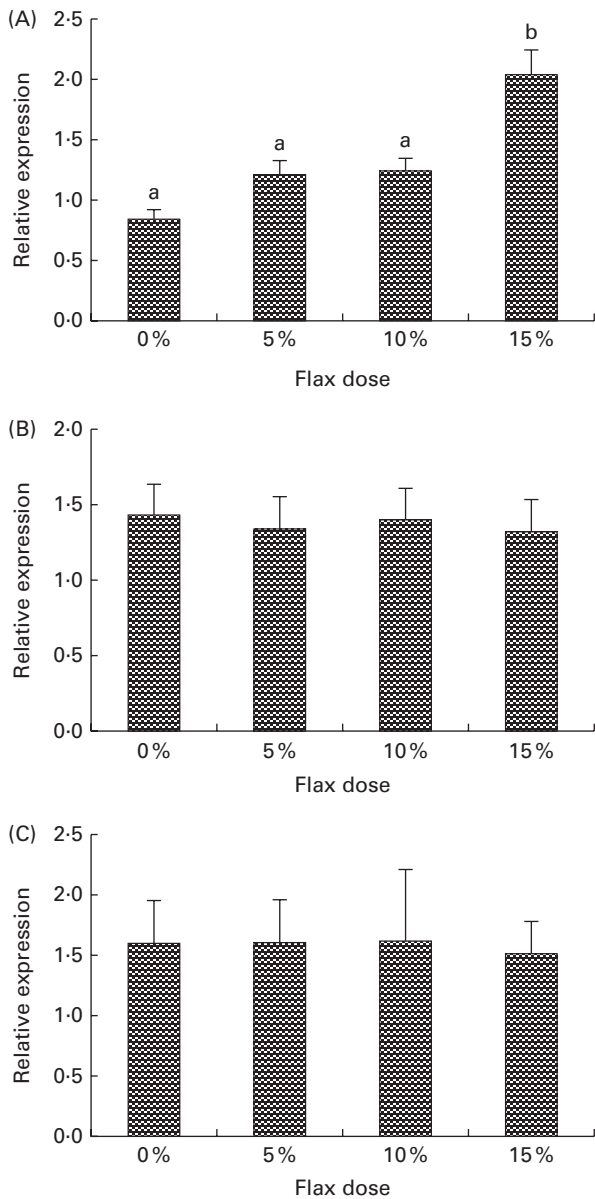 (A)
2·5
2·0
1·5
1·0
0·5
0·0
Relative expression
a
a
a
b
0% 5% 10% 15%
Flax dose
(B)
2·0
1·5
1·0
0·5
0·0
Relative expression
0% 5% 10% 15%
Flax dose
(C)
2·5
2·0
1·5
1·0
0·5
0·0
Relative expression
0% 5% 10% 15%
Flax dose